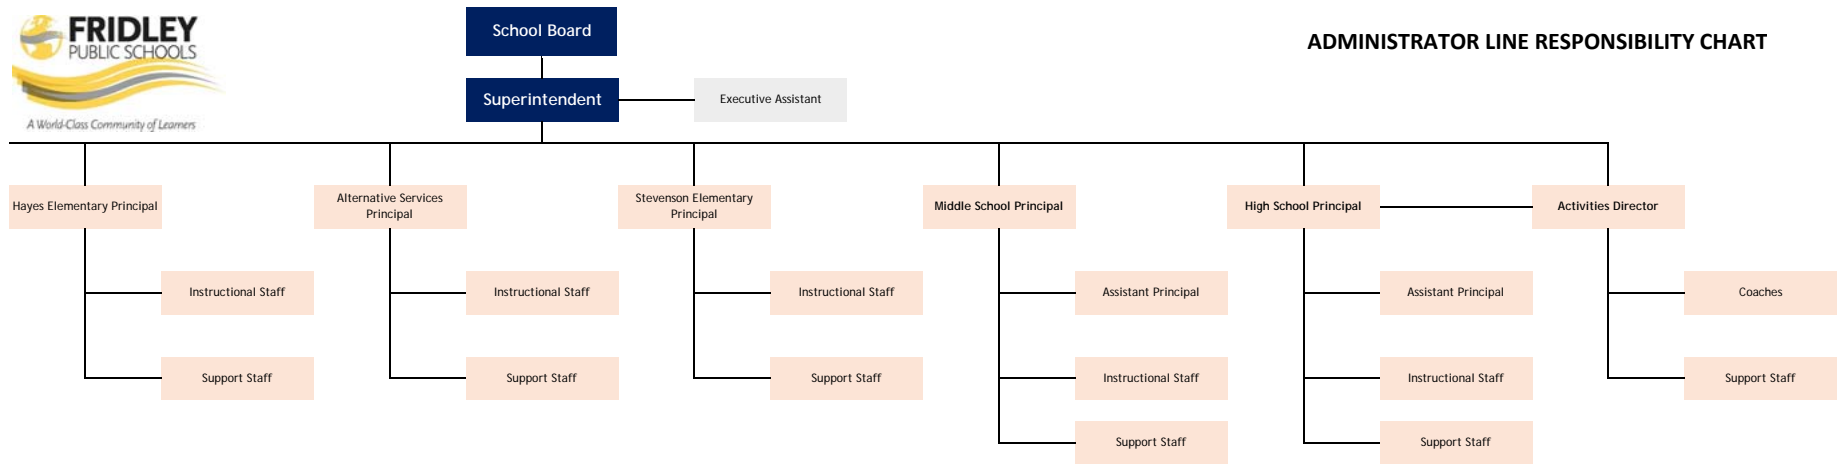 FRIDLEY
PUBLIC SCHOOLS
A World-Class Community of Learners
School Board
ADMINISTRATOR LINE RESPONSIBILITY CHART
Superintendent
Executive Assistant
Hayes Elementary Principal
Alternative Services
Principal
Stevenson Elementary
Principal
Middle School Principal
High School Principal
Activities Director
Instructional Staff
Instructional Staff
Instructional Staff
Assistant Principal
Assistant Principal
Coaches
Support Staff
Support Staff
Support Staff
Instructional Staff
Instructional Staff
Support Staff
Support Staff
Support Staff